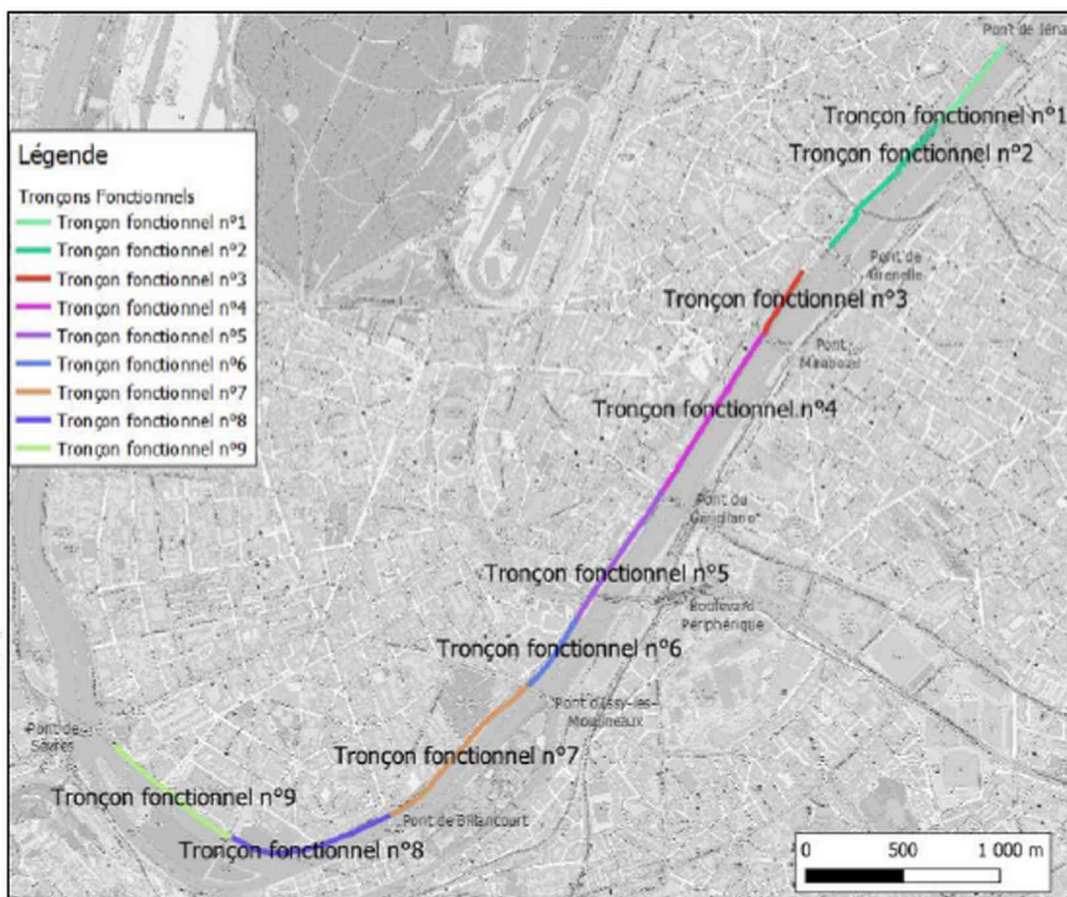 Pont de Iéna
Tronçon fonctionnel n°1
Tronçon fonctionnel n°2
Légende
Tronçons Fonctionnels
Tronçon fonctionnel n°1
Tronçon fonctionnel n°2
Tronçon fonctionnel n°3
Tronçon fonctionnel n°4
Tronçon fonctionnel n°5
Tronçon fonctionnel n°6
Tronçon fonctionnel n°7
Tronçon fonctionnel n°8
Tronçon fonctionnel n°9
Pont de
Grenelle
Tronçon fonctionnel n°3
Pont
Mirabeau
Tronçon fonctionnel n°4
Pont du
Garigliano
Tronçon fonctionnel n°5
Boulevard
Périphérique
Tronçon fonctionnel n°6
Pont d'Issy-les-
Moulineaux
Pont de
Sèvres
Tronçon fonctionnel n°7
Tronçon fonctionnel n°9
Pont de Billancourt
Tronçon fonctionnel n°8
0 500 1 000 m